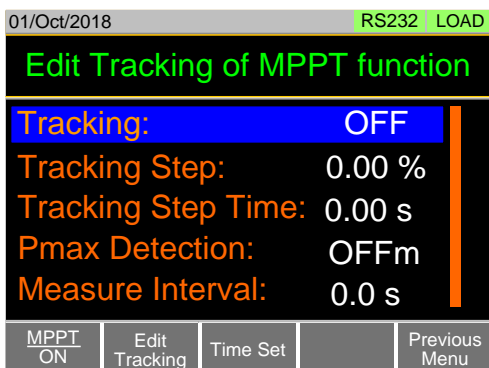 01/Oct/2018 RS232 LOAD
Edit Tracking of MPPT function
Tracking: OFF
Tracking Step: 0.00 %
Tracking Step Time: 0.00 s
Pmax Detection: OFFm
Measure Interval: 0.0 s
MPPT ON
Edit Tracking
Time Set
Previous Menu